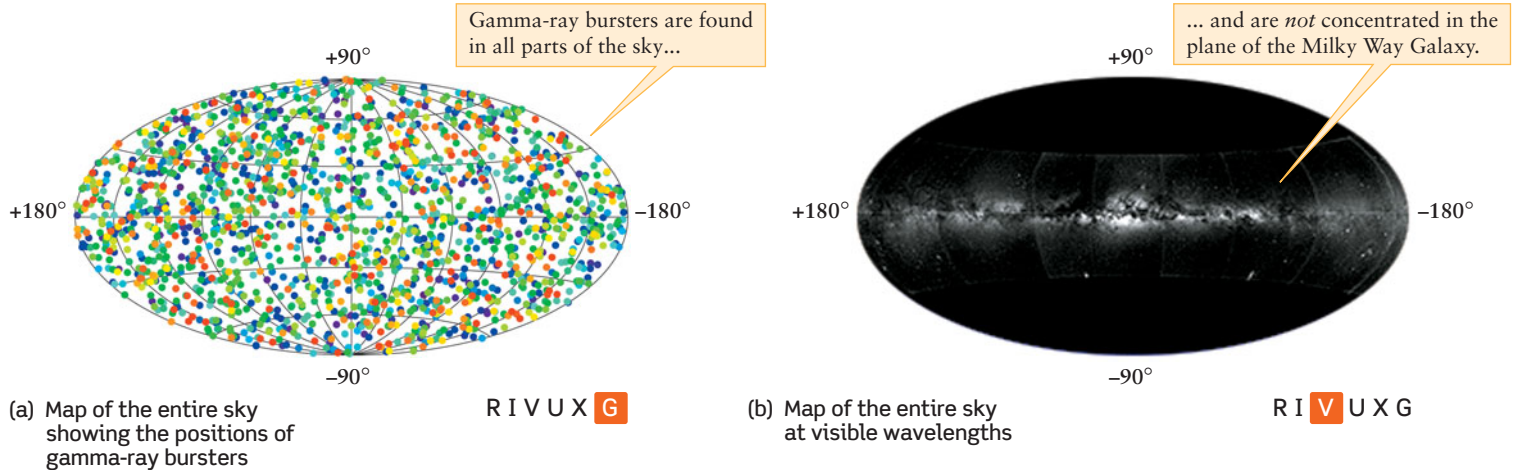 Gamma-ray bursters are found
in all parts of the sky...
+90°
+180°
–180°
–90°
(a) Map of the entire sky
showing the positions of
gamma-ray bursters
R I V U X G
... and are not concentrated in the
plane of the Milky Way Galaxy.
+90°
+180°
–180°
–90°
(b) Map of the entire sky
at visible wavelengths
R I V U X G